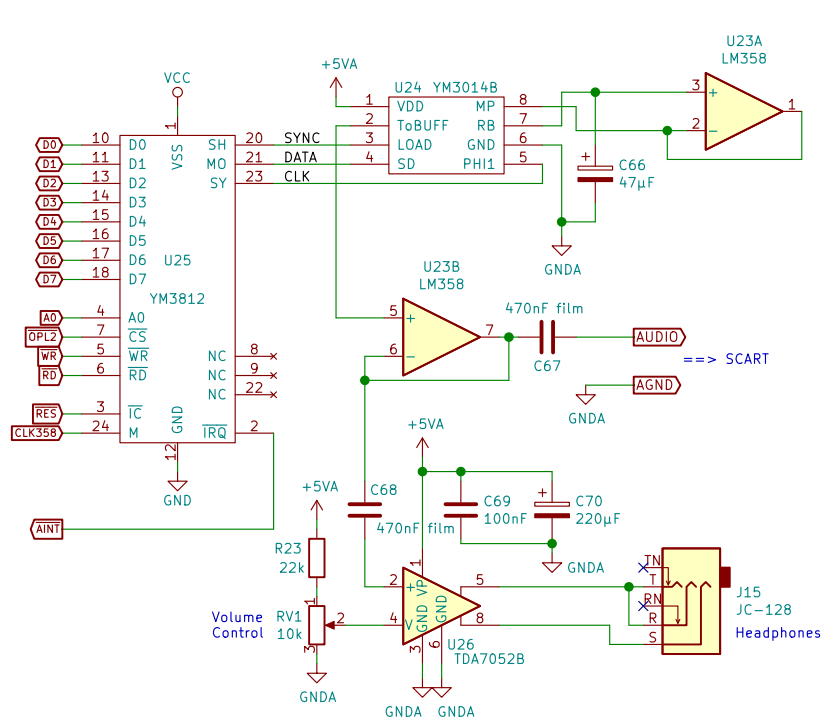 U23A
LM358
3
+
2
−
1
+5VA
U24 YM3014B
1 VDD MP 8
2 ToBUFF RB 7
3 LOAD GND 6
4 SD PHI1 5
VCC
1
VSS
D0 10 D0 SH 20 SYNC
D1 11 D1 MO 21 DATA
D2 13 D2 SY 23 CLK
D3 14 D3
D4 15 D4
D5 16 D5
D6 17 D6
D7 18 D7
U25
YM3812
A0 4 A0
OPL2 7 CS
WR 5 WR NC 8
RD 6 RD NC 9
NC 22
RES 3 IC
CLK358 24 M IRQ 2
GND
12
GND
AINT
+
C66
47µF
GNDA
U23B
LM358
5 +
6 −
7
470nF film
C67
AUDIO
==> SCART
AGND
GNDA
+5VA
C68
470nF film
C69
100nF
+
C70
220µF
GNDA
+5VA
R23
22k
Volume
Control
RV1
10k
1
2
3
GNDA
1
VP
2 +
4 V
GND
GND
5
8
3
6
U26
TDA7052B
GNDA GNDA
TN
T
RN
R
S
J15
JC-128
Headphones